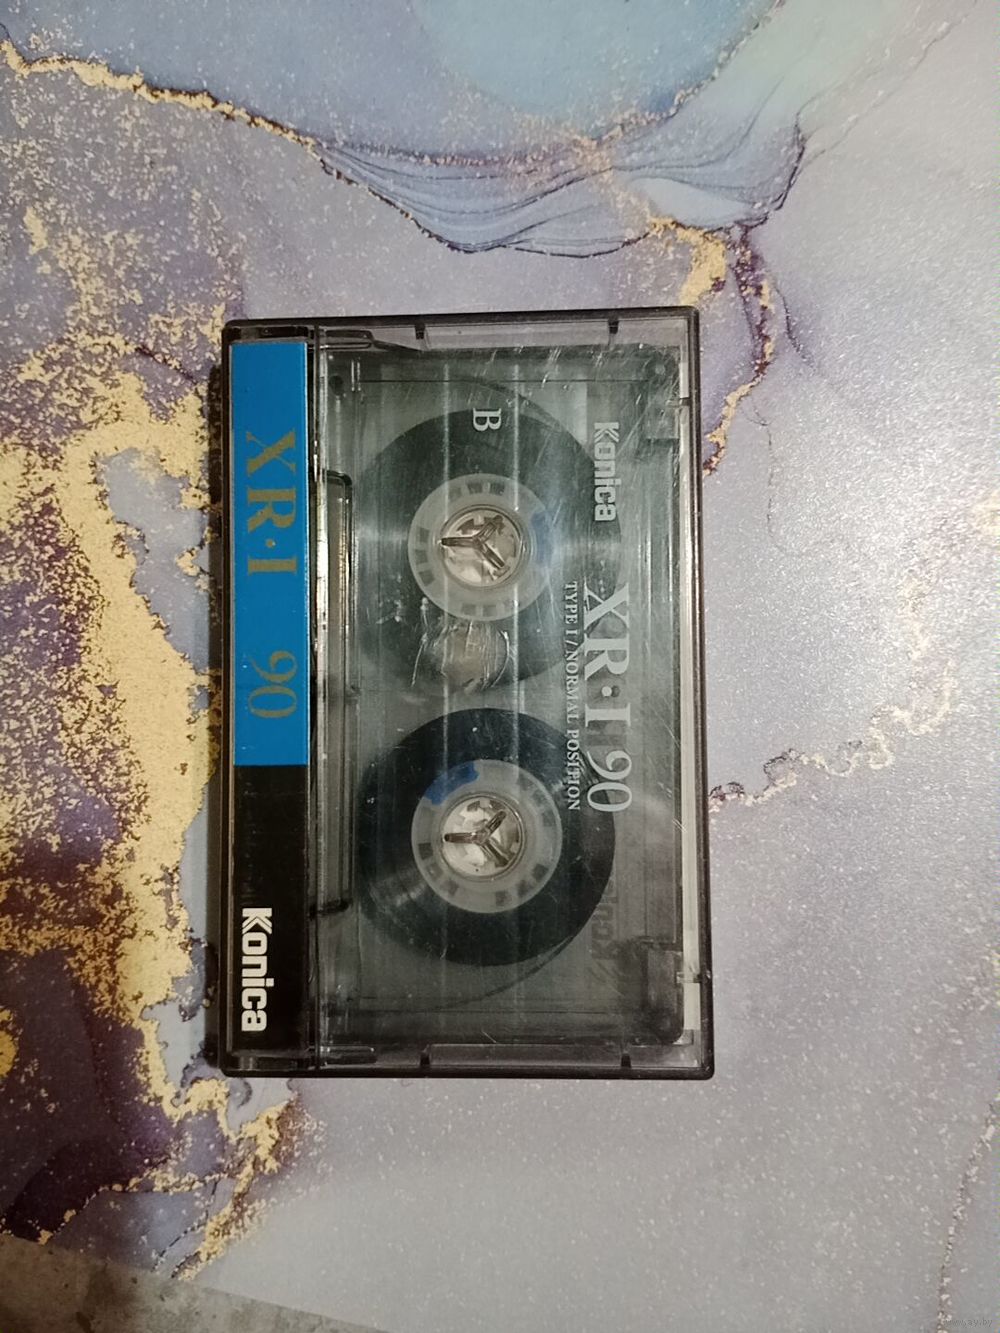 XR·I 90
Konica
B
Konica
XR·I 90
TYPE I / NORMAL POSITION